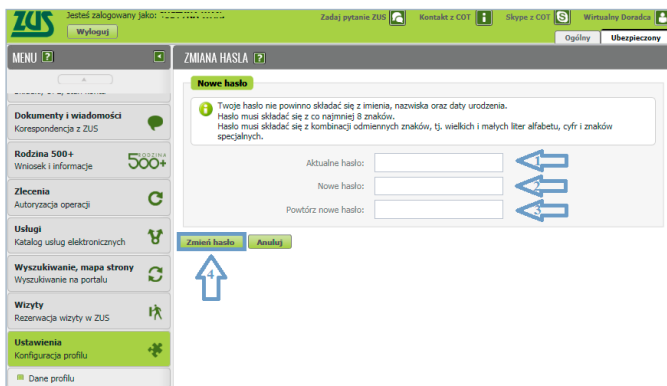 ZUS
Jesteś zalogowany jako:
Wyloguj
Zadaj pytanie ZUS
Kontakt z COT
Skype z COT
Wirtualny Doradca
Ogólny
Ubezpieczony
MENU ?
ZMIANA HASŁA ?
Nowe hasło
Twoje hasło nie powinno składać się z imienia, nazwiska oraz daty urodzenia.
Hasło musi składać się z co najmniej 8 znaków.
Hasło musi składać się z kombinacji odmiennych znaków, tj. wielkich i małych liter alfabetu, cyfr i znaków
specjalnych.
Aktualne hasło:
1
Nowe hasło:
2
Powtórz nowe hasło:
3
Zmień hasło
Anuluj
4
Dokumenty i wiadomości
Korespondencja z ZUS
Rodzina 500+
Wniosek i informacje
RODZINA
500+
Zlecenia
Autoryzacja operacji
Usługi
Katalog usług elektronicznych
Wyszukiwanie, mapa strony
Wyszukiwanie na portalu
Wizyty
Rezerwacja wizyty w ZUS
Ustawienia
Konfiguracja profilu
Dane profilu